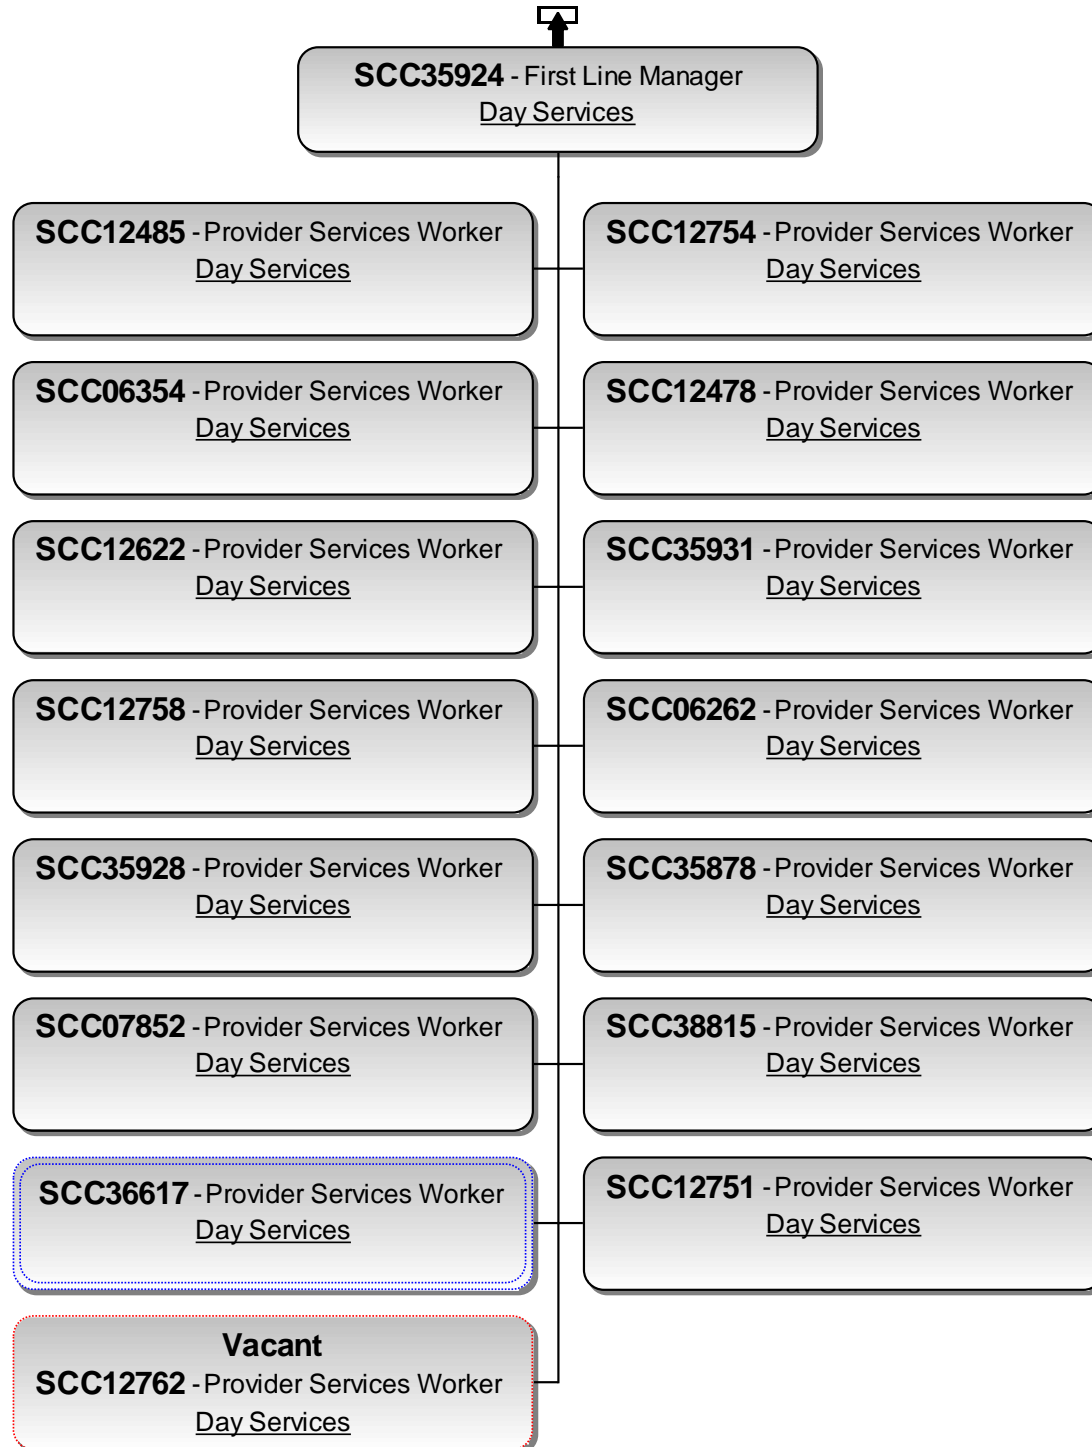 SCC35924 - First Line Manager
Day Services
SCC12485 - Provider Services Worker
Day Services
SCC12754 - Provider Services Worker
Day Services
SCC06354 - Provider Services Worker
Day Services
SCC12478 - Provider Services Worker
Day Services
SCC12622 - Provider Services Worker
Day Services
SCC35931 - Provider Services Worker
Day Services
SCC12758 - Provider Services Worker
Day Services
SCC06262 - Provider Services Worker
Day Services
SCC35928 - Provider Services Worker
Day Services
SCC35878 - Provider Services Worker
Day Services
SCC07852 - Provider Services Worker
Day Services
SCC38815 - Provider Services Worker
Day Services
SCC36617 - Provider Services Worker
Day Services
SCC12751 - Provider Services Worker
Day Services
Vacant
SCC12762 - Provider Services Worker
Day Services